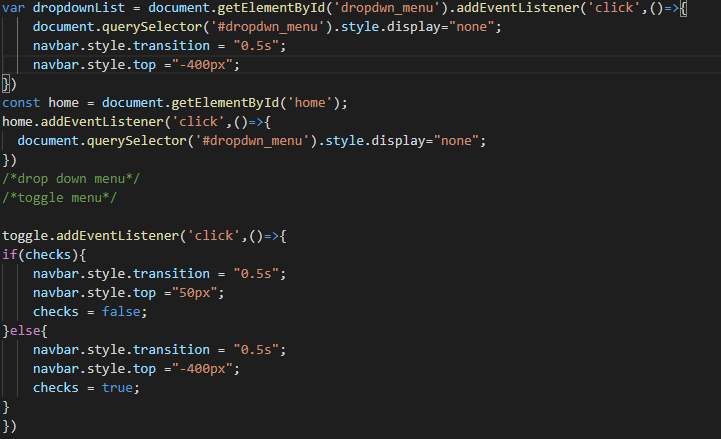 var dropdownList = document.getElementById('dropdwn_menu').addEventListener('click',()=>{
document.querySelector('#dropdwn_menu').style.display="none";
navbar.style.transition = "0.5s";
navbar.style.top ="-400px";
})
const home = document.getElementById('home');
home.addEventListener('click',()=>{
document.querySelector('#dropdwn_menu').style.display="none";
})
/*drop down menu*/
/*toggle menu*/
toggle.addEventListener('click',()=>{
if(checks){
navbar.style.transition = "0.5s";
navbar.style.top ="50px";
checks = false;
}else{
navbar.style.transition = "0.5s";
navbar.style.top ="-400px";
checks = true;
}
})